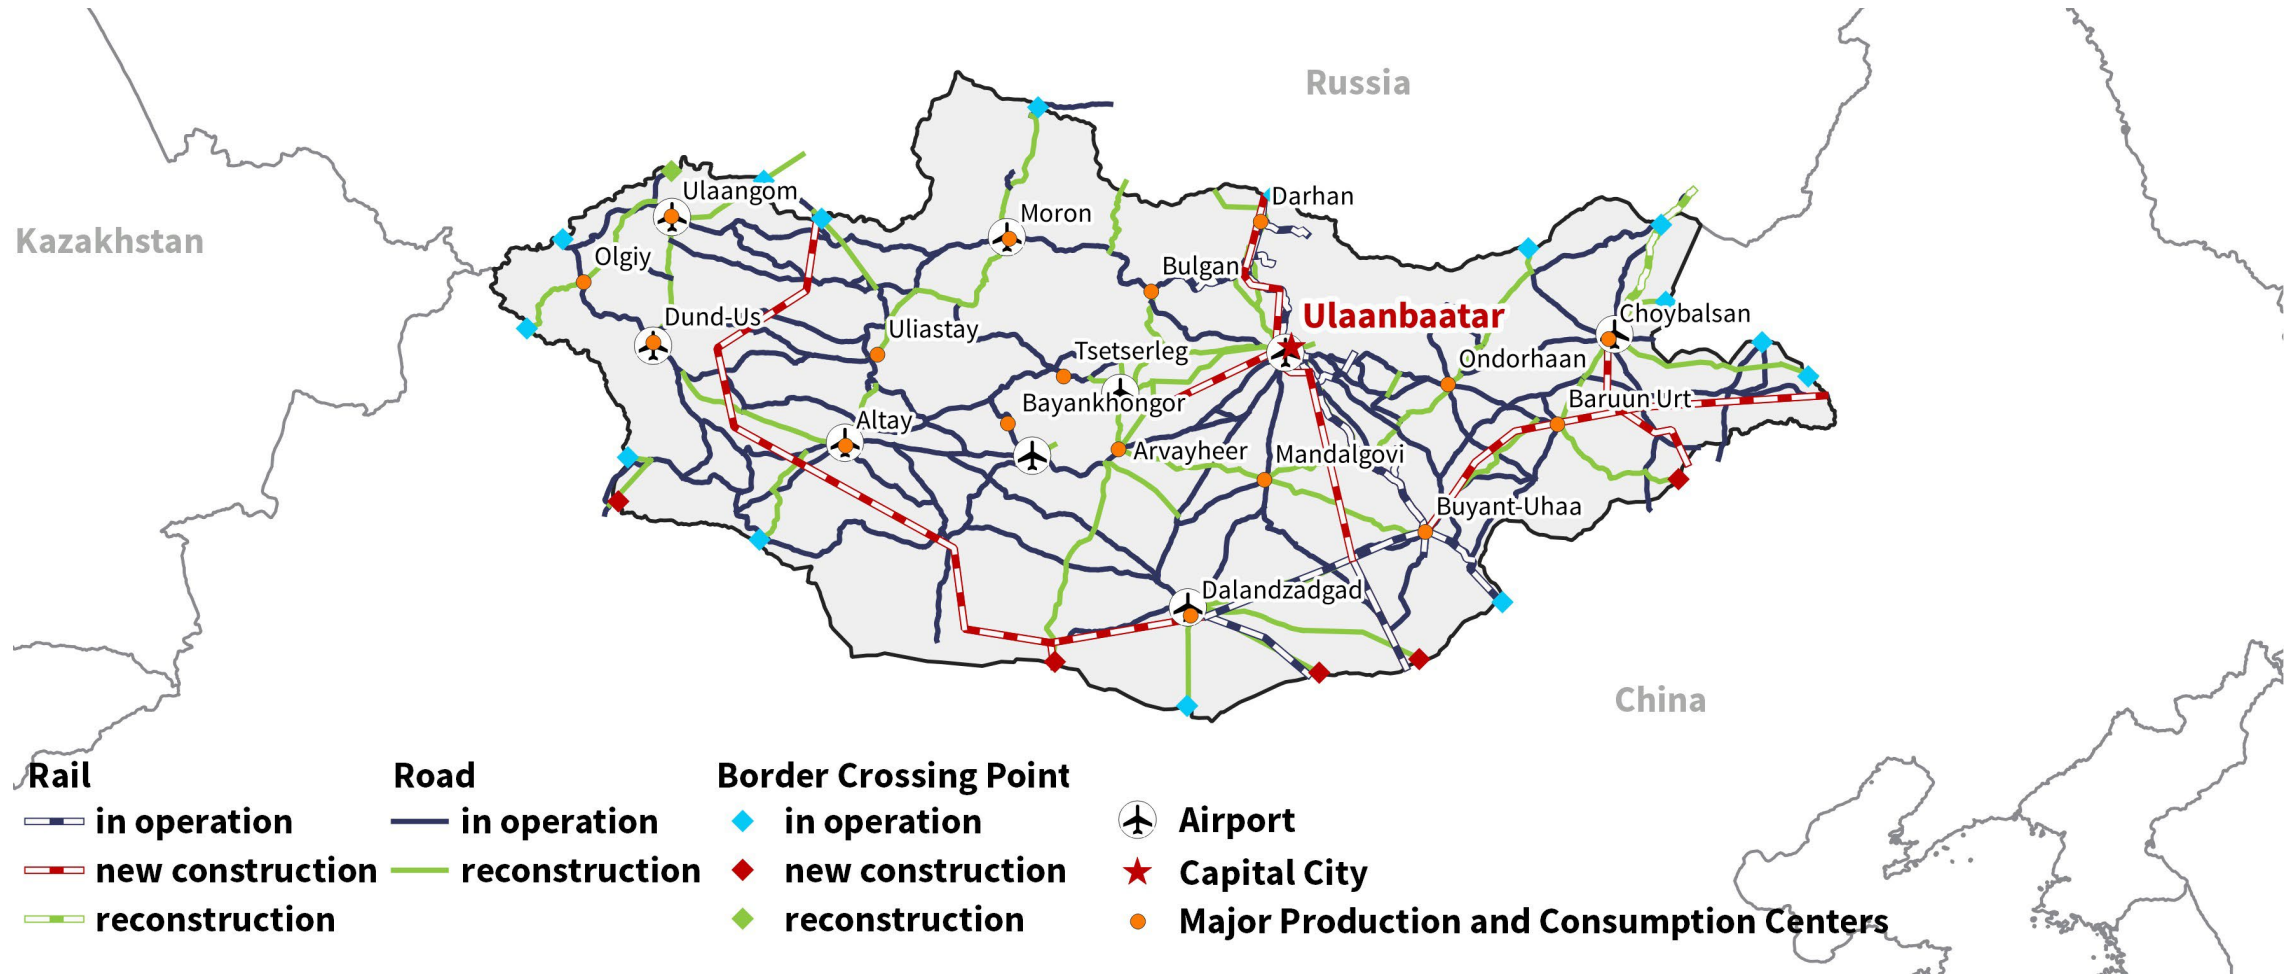 Russia
Kazakhstan
Ulaangom
Darhan
Moron
Olgiy
Bulgan
Dund-Us
Ulaanbaatar
Choybalsan
Uliastay
Tsetserleg
Ondorhaan
Bayankhongor
Baruun-Urt
Altay
Arvayheer
Mandalgovi
Buyant-Uhaa
Dalandzadgad
China
Rail
in operation
new construction
reconstruction
Road
in operation
reconstruction
Border Crossing Point
in operation
new construction
reconstruction
Airport
Capital City
Major Production and Consumption Centers